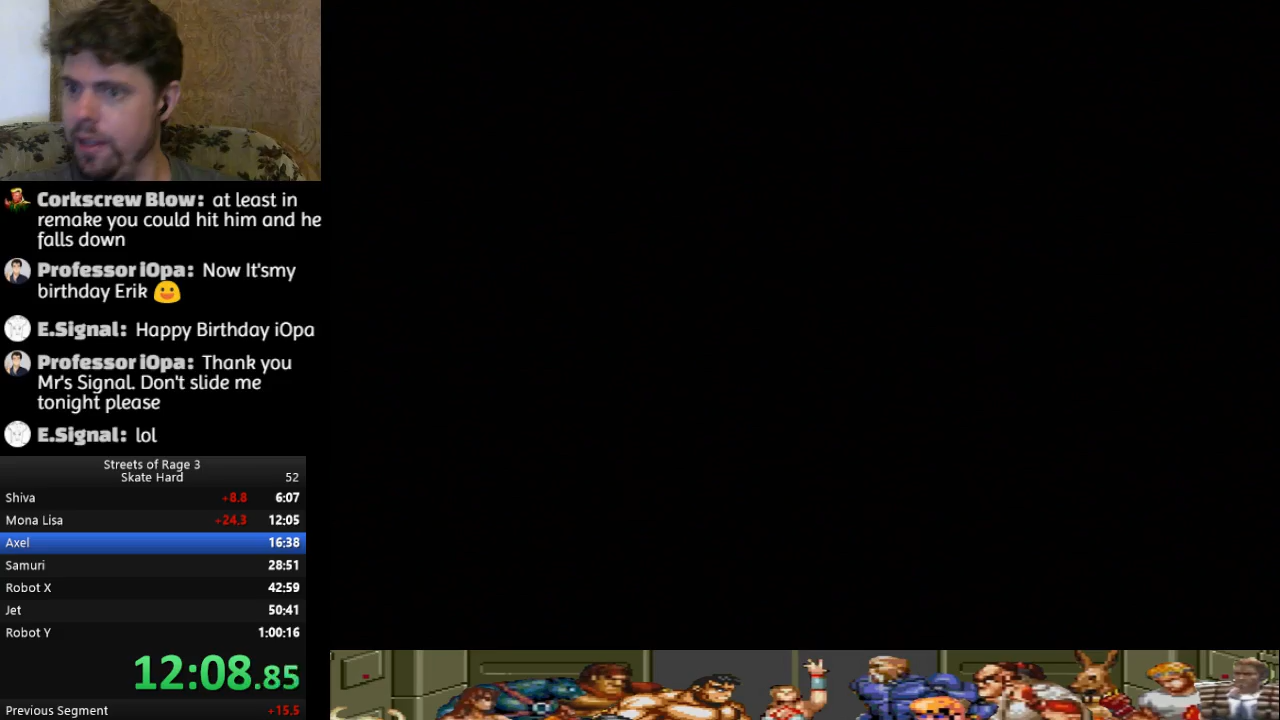 Corkscrew Blow: at least in
remake you could hit him and he
falls down
Professor iOpa: Now It'smy
birthday Erik
E.Signal: Happy Birthday iOpa
Professor iOpa: Thank you
Mr's Signal. Don't slide me
tonight please
E.Signal: lol
Streets of Rage 3
Skate Hard 52
Shiva +8.8 6:07
Mona Lisa +24.3 12:05
Axel 16:38
Samuri 28:51
Robot X 42:59
Jet 50:41
Robot Y 1:00:16
12:08.85
Previous Segment +15.5